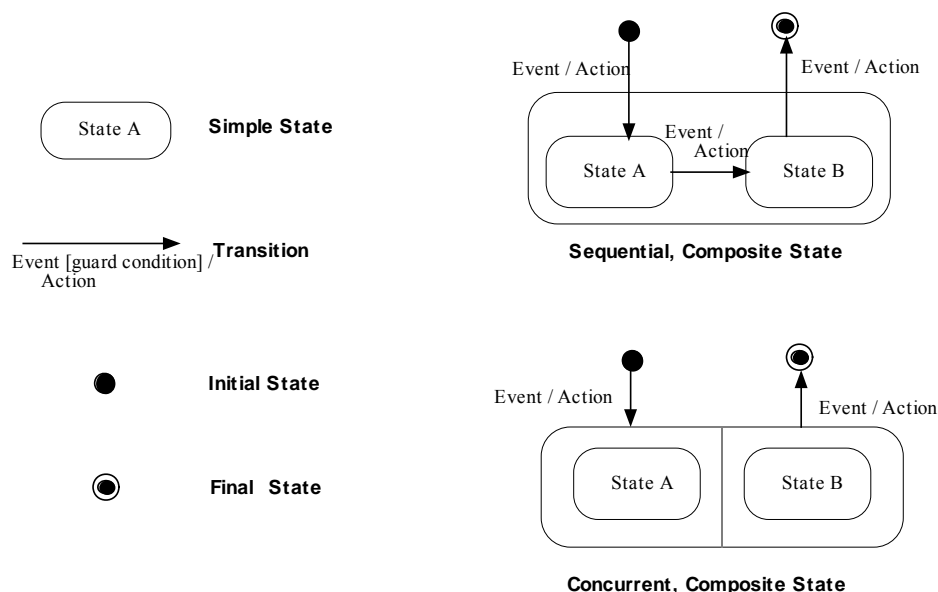 State A
Simple State
Event [guard condition] /
Action
Transition
Initial State
Final State
Event / Action
Event / Action
State A
Event /
Action
State B
Sequential, Composite State
Event / Action
Event / Action
State A
State B
Concurrent, Composite State